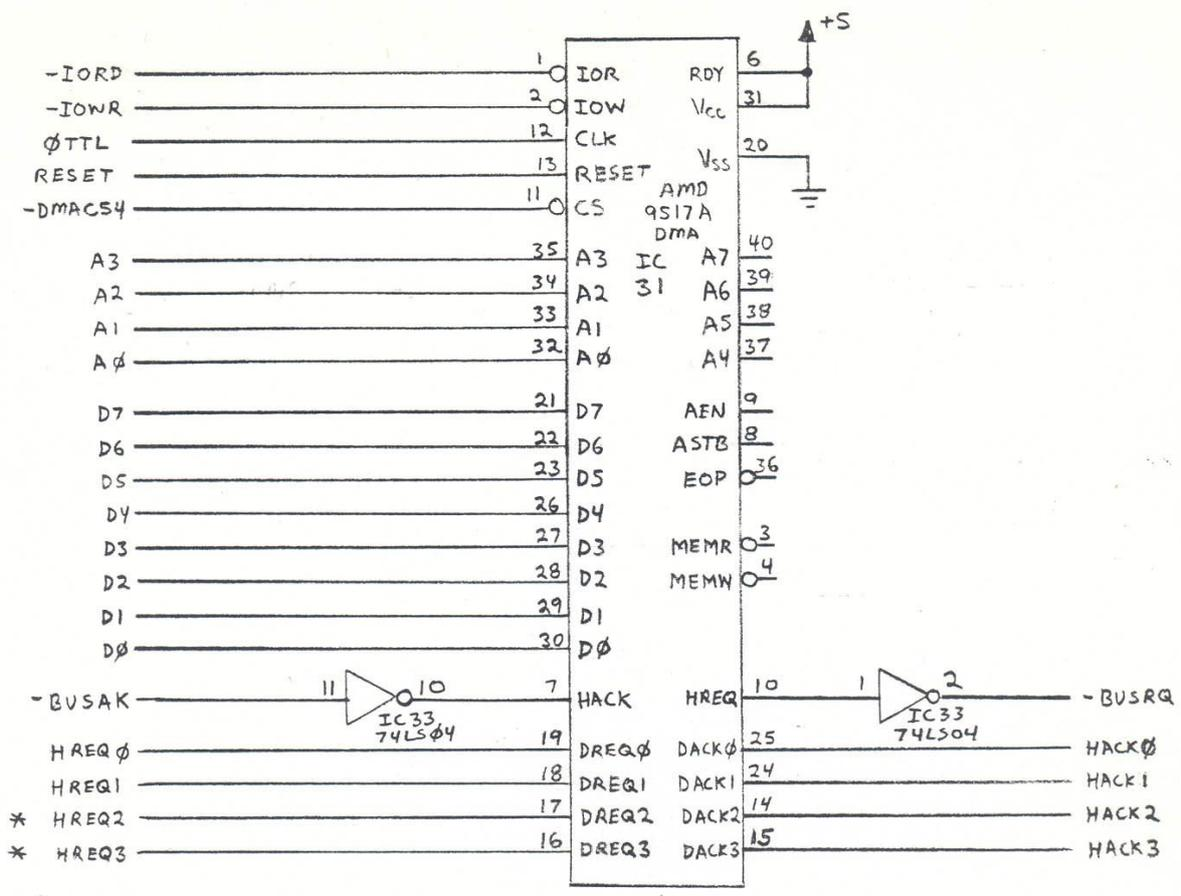 +5
-IORD 1 IOR RDY 6
-IOWR 2 IOW Vcc 31
ØTTL 12 CLK
RESET 13 RESET Vss 20
-DMACS4 11 CS
AMD
9517A
DMA
IC
31
A3 35 A3 A7 40
A2 34 A2 A6 39
A1 33 A1 A5 38
AØ 32 AØ A4 37
D7 21 D7 AEN 9
D6 22 D6 ASTB 8
D5 23 D5 EOP 36
D4 26 D4
D3 27 D3 MEMR 3
D2 28 D2 MEMW 4
D1 29 D1
DØ 30 DØ
-BUSAK 11 10 7 HACK HREQ 10 1 2 -BUSRQ
IC33 IC33
74LSØ4 74LS04
HREQØ 19 DREQØ DACKØ 25 HACKØ
HREQ1 18 DREQ1 DACK1 24 HACK1
* HREQ2 17 DREQ2 DACK2 14 HACK2
* HREQ3 16 DREQ3 DACK3 15 HACK3